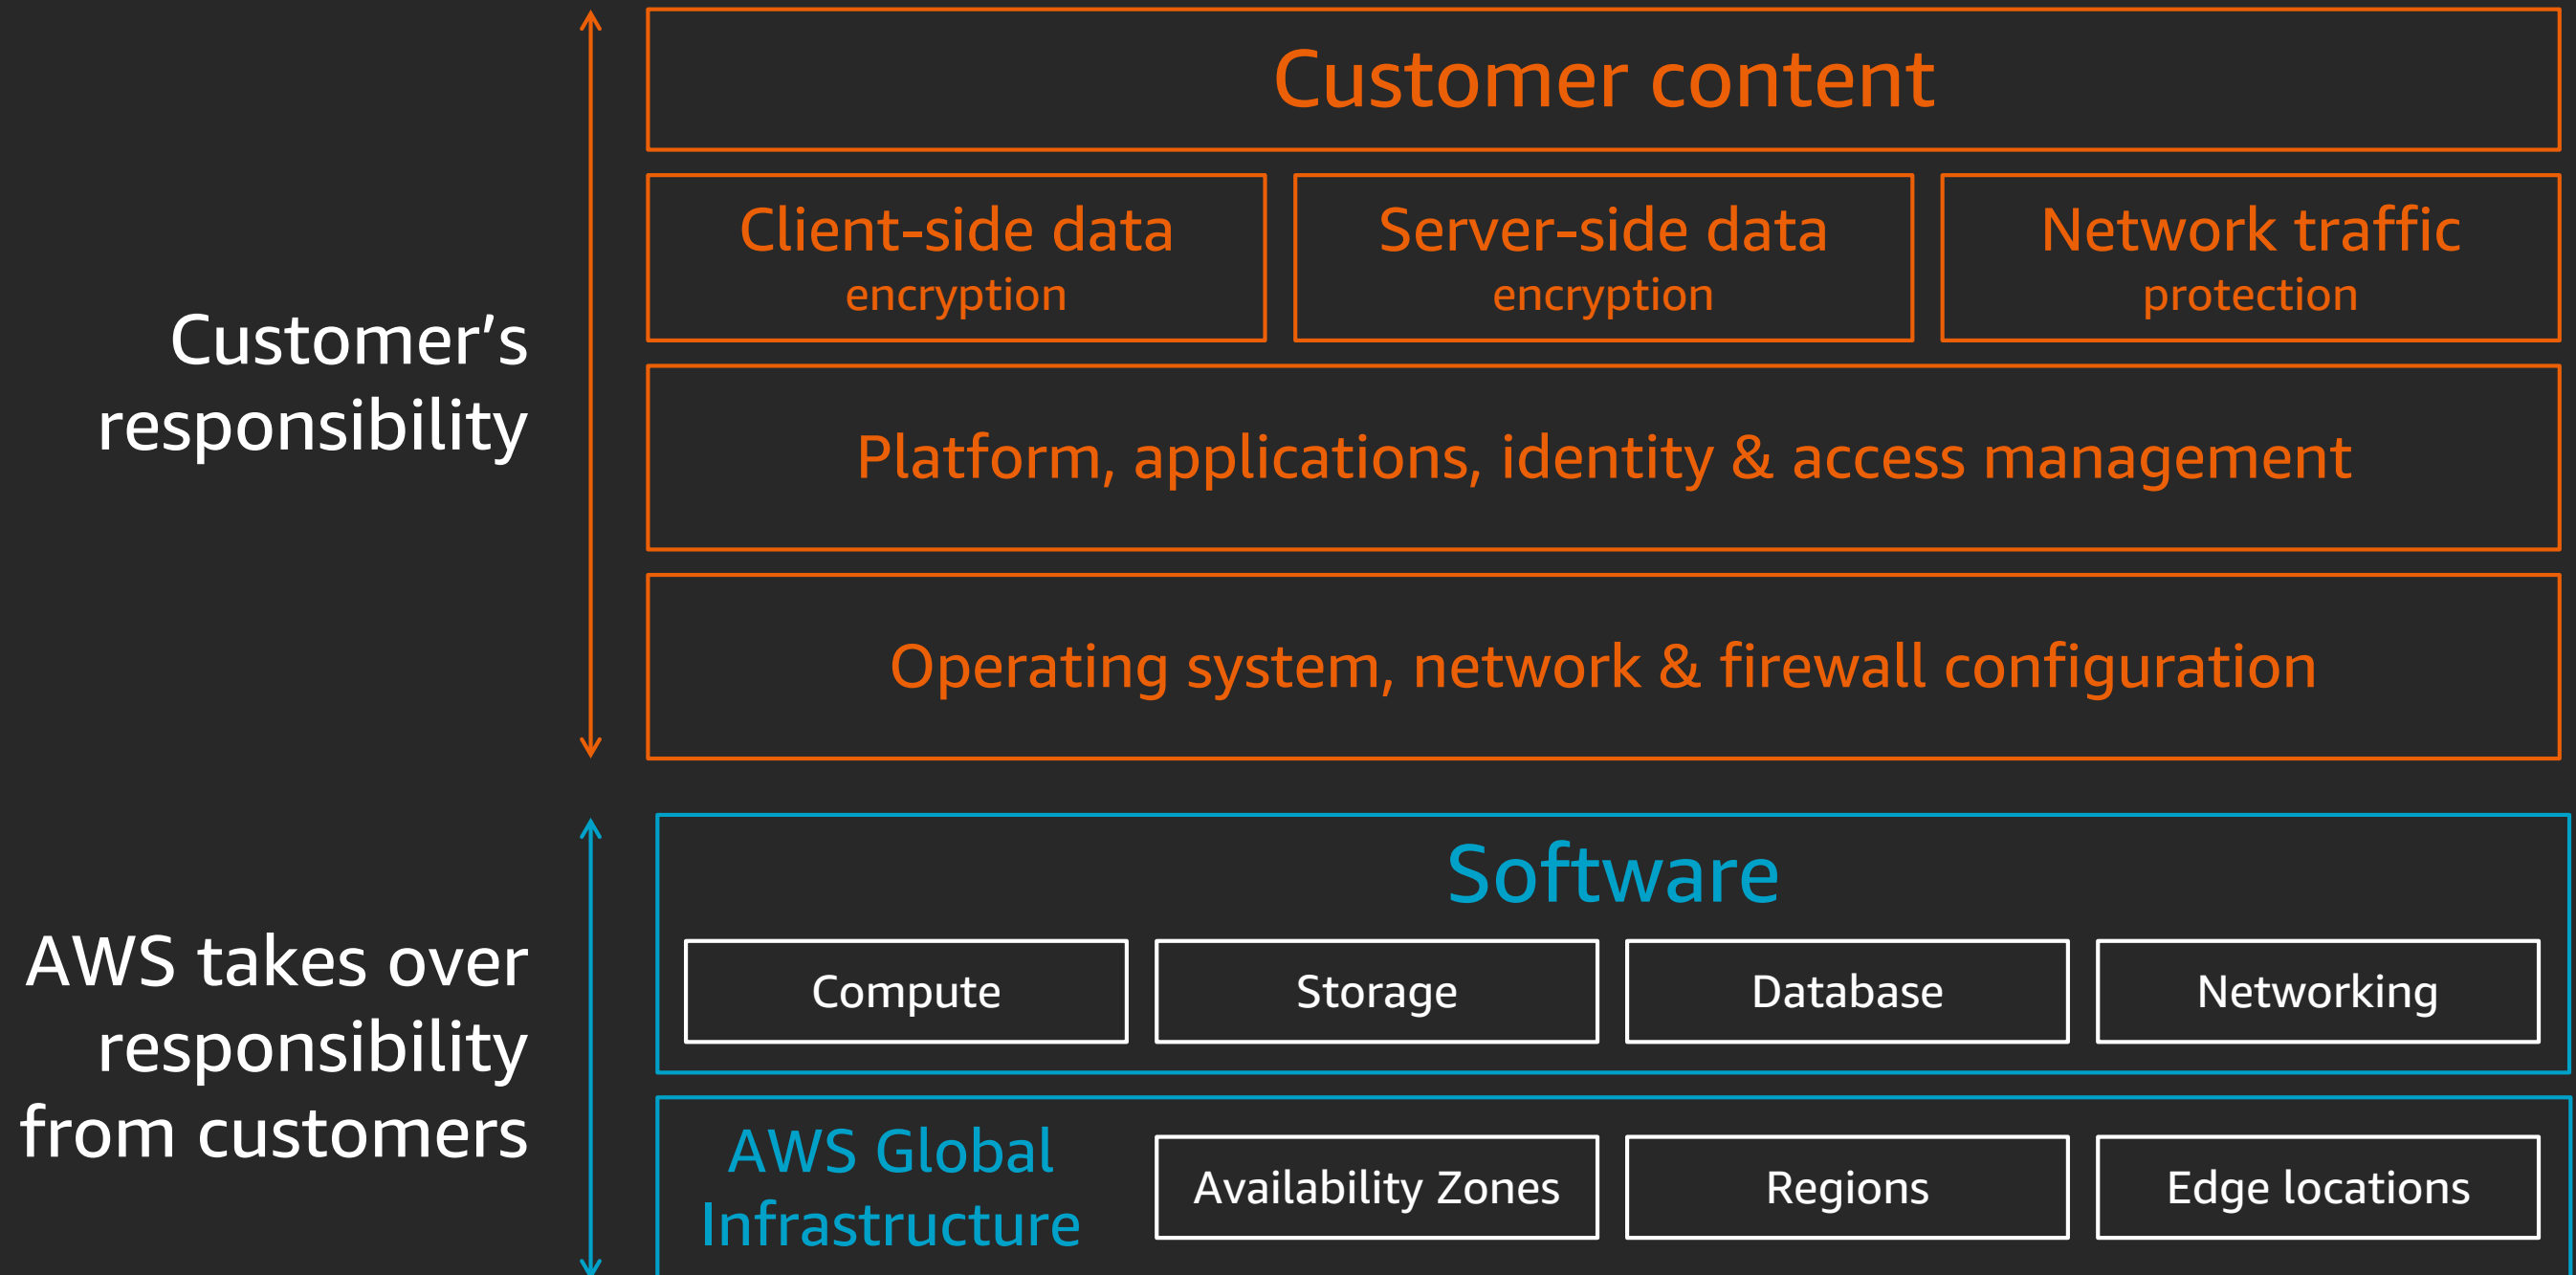 Customer content
Client-side data
encryption
Server-side data
encryption
Network traffic
protection
Customer’s
responsibility
Platform, applications, identity & access management
Operating system, network & firewall configuration
Software
Compute
Storage
Database
Networking
AWS takes over
responsibility
from customers
AWS Global
Infrastructure
Availability Zones
Regions
Edge locations